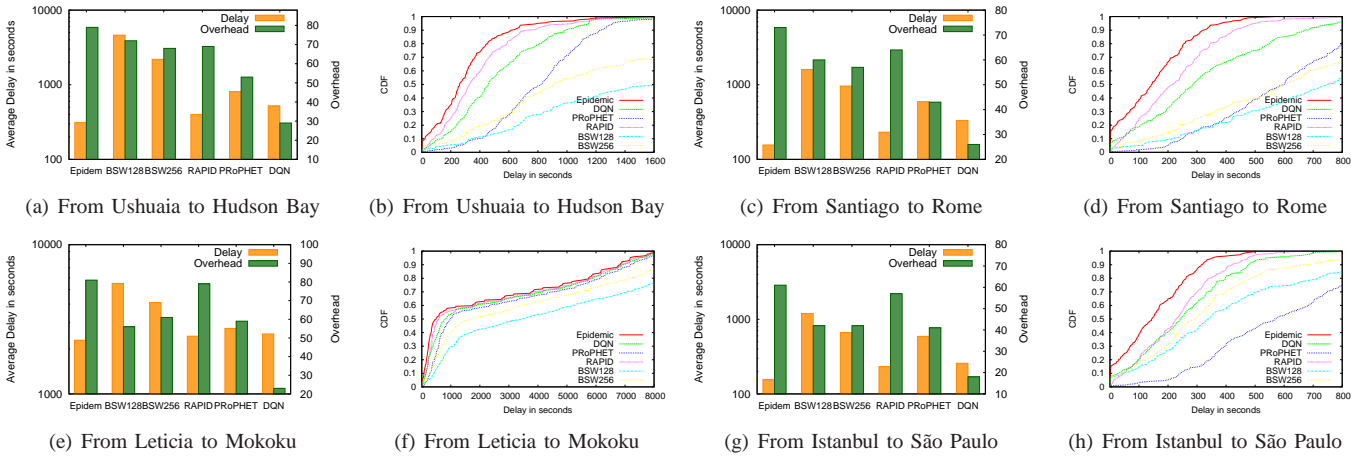 10000
1000
100
Average Delay in seconds
Delay
Overhead
80
70
60
50
40
30
20
10
Overhead
Epidem BSW128 BSW256 RAPID PRoPHET DQN
(a) From Ushuaia to Hudson Bay
1
0.9
0.8
0.7
0.6
0.5
0.4
0.3
0.2
0.1
0
CDF
Epidemic
DQN
PRoPHET
RAPID
BSW128
BSW256
0 200 400 600 800 1000 1200 1400 1600
Delay in seconds
(b) From Ushuaia to Hudson Bay
10000
1000
100
Average Delay in seconds
Delay
Overhead
80
70
60
50
40
30
20
Overhead
Epidem BSW128 BSW256 RAPID PRoPHET DQN
(c) From Santiago to Rome
1
0.9
0.8
0.7
0.6
0.5
0.4
0.3
0.2
0.1
0
CDF
Epidemic
DQN
PRoPHET
RAPID
BSW128
BSW256
0 100 200 300 400 500 600 700 800
Delay in seconds
(d) From Santiago to Rome
10000
1000
Average Delay in seconds
Delay
Overhead
100
90
80
70
60
50
40
30
20
Overhead
Epidem BSW128 BSW256 RAPID PRoPHET DQN
(e) From Leticia to Mokoku
1
0.9
0.8
0.7
0.6
0.5
0.4
0.3
0.2
0.1
0
CDF
Epidemic
DQN
PRoPHET
RAPID
BSW128
BSW256
0 1000 2000 3000 4000 5000 6000 7000 8000
Delay in seconds
(f) From Leticia to Mokoku
10000
1000
100
Average Delay in seconds
Delay
Overhead
80
70
60
50
40
30
20
10
Overhead
Epidem BSW128 BSW256 RAPID PRoPHET DQN
(g) From Istanbul to São Paulo
1
0.9
0.8
0.7
0.6
0.5
0.4
0.3
0.2
0.1
0
CDF
Epidemic
DQN
PRoPHET
RAPID
BSW128
BSW256
0 100 200 300 400 500 600 700 800
Delay in seconds
(h) From Istanbul to São Paulo